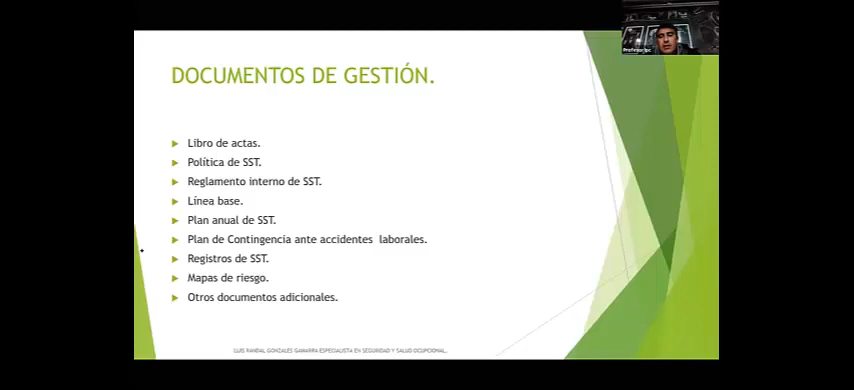 DOCUMENTOS DE GESTIÓN.
Libro de actas.
Política de SST.
Reglamento interno de SST.
Línea base.
Plan anual de SST.
Plan de Contingencia ante accidentes laborales.
Registros de SST.
Mapas de riesgo.
Otros documentos adicionales.
LUIS RANDAL GONZALES GAMARRA ESPECIALISTA EN SEGURIDAD Y SALUD OCUPACIONAL.